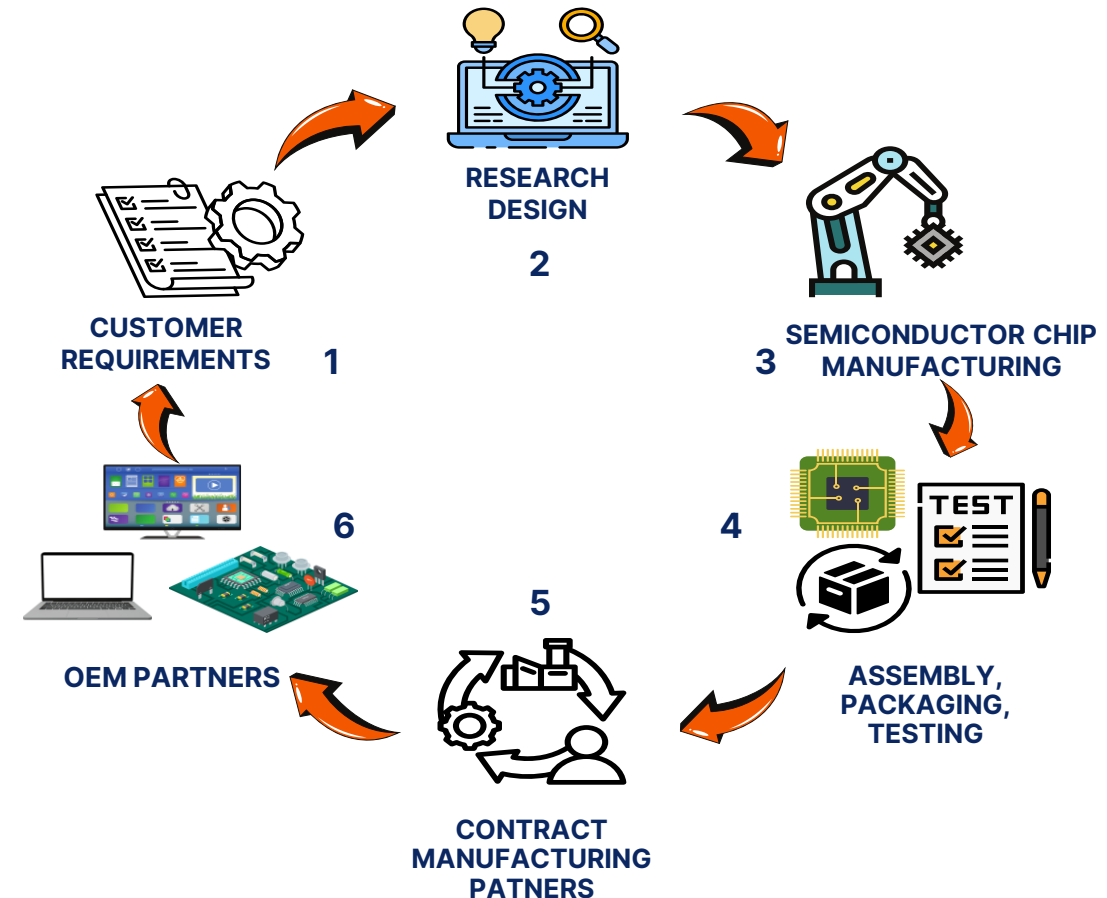 RESEARCH
DESIGN
2
CUSTOMER
REQUIREMENTS
1
SEMICONDUCTOR CHIP
MANUFACTURING
3
TEST
4
ASSEMBLY,
PACKAGING,
TESTING
5
CONTRACT
MANUFACTURING
PATNERS
6
OEM PARTNERS